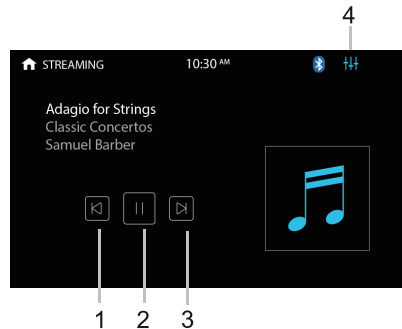 4
STREAMING 10:30 AM
Adagio for Strings
Classic Concertos
Samuel Barber
1 2 3